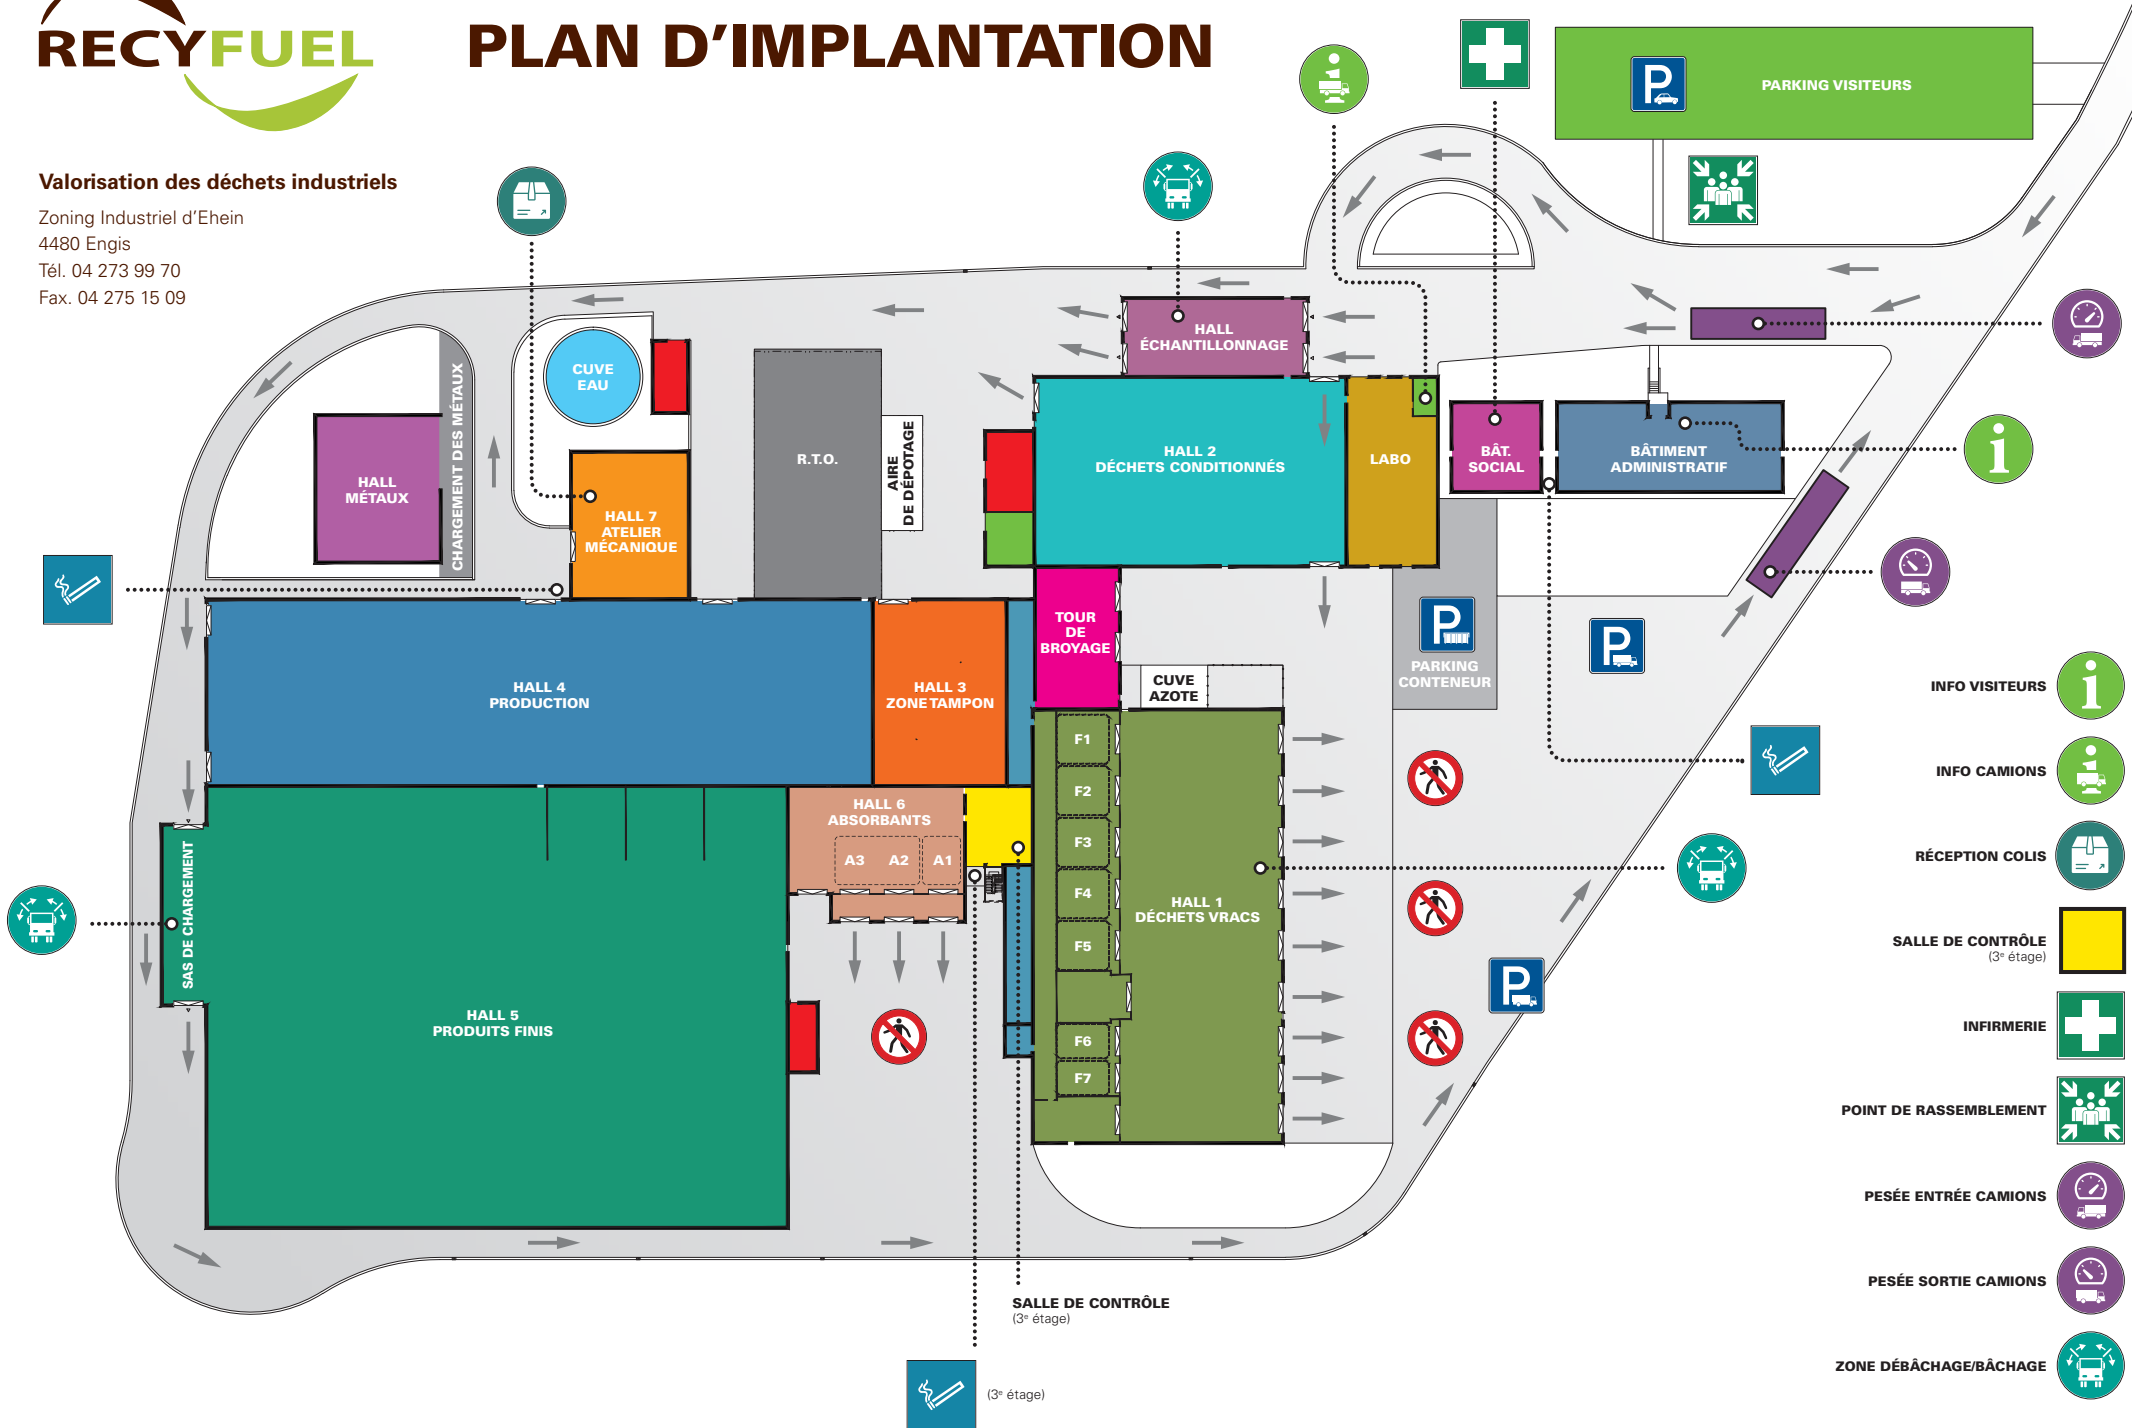 RECYFUEL
PLAN D'IMPLANTATION
Valorisation des déchets industriels
Zoning Industriel d'Ehein
4480 Engis
Tél. 04 273 99 70
Fax. 04 275 15 09
P
PARKING VISITEURS
HALL
ÉCHANTILLONNAGE
CUVE
EAU
CHARGEMENT DES MÉTAUX
HALL
MÉTAUX
HALL 7
ATELIER
MÉCANIQUE
R.T.O.
AIRE
DE DÉPOTAGE
HALL 2
DÉCHETS CONDITIONNÉS
LABO
BÂT.
SOCIAL
BÂTIMENT
ADMINISTRATIF
i
TOUR
DE
BROYAGE
P
PARKING
CONTENEUR
P
HALL 4
PRODUCTION
HALL 3
ZONE TAMPON
CUVE
AZOTE
F1
F2
F3
F4
F5
F6
F7
HALL 6
ABSORBANTS
A3
A2
A1
HALL 1
DÉCHETS VRACS
SAS DE CHARGEMENT
HALL 5
PRODUITS FINIS
P
SALLE DE CONTRÔLE
(3e étage)
(3e étage)
INFO VISITEURS
i
INFO CAMIONS
i
RÉCEPTION COLIS
SALLE DE CONTRÔLE
(3e étage)
INFIRMERIE
POINT DE RASSEMBLEMENT
PESÉE ENTRÉE CAMIONS
PESÉE SORTIE CAMIONS
ZONE DÉBÂCHAGE/BÂCHAGE